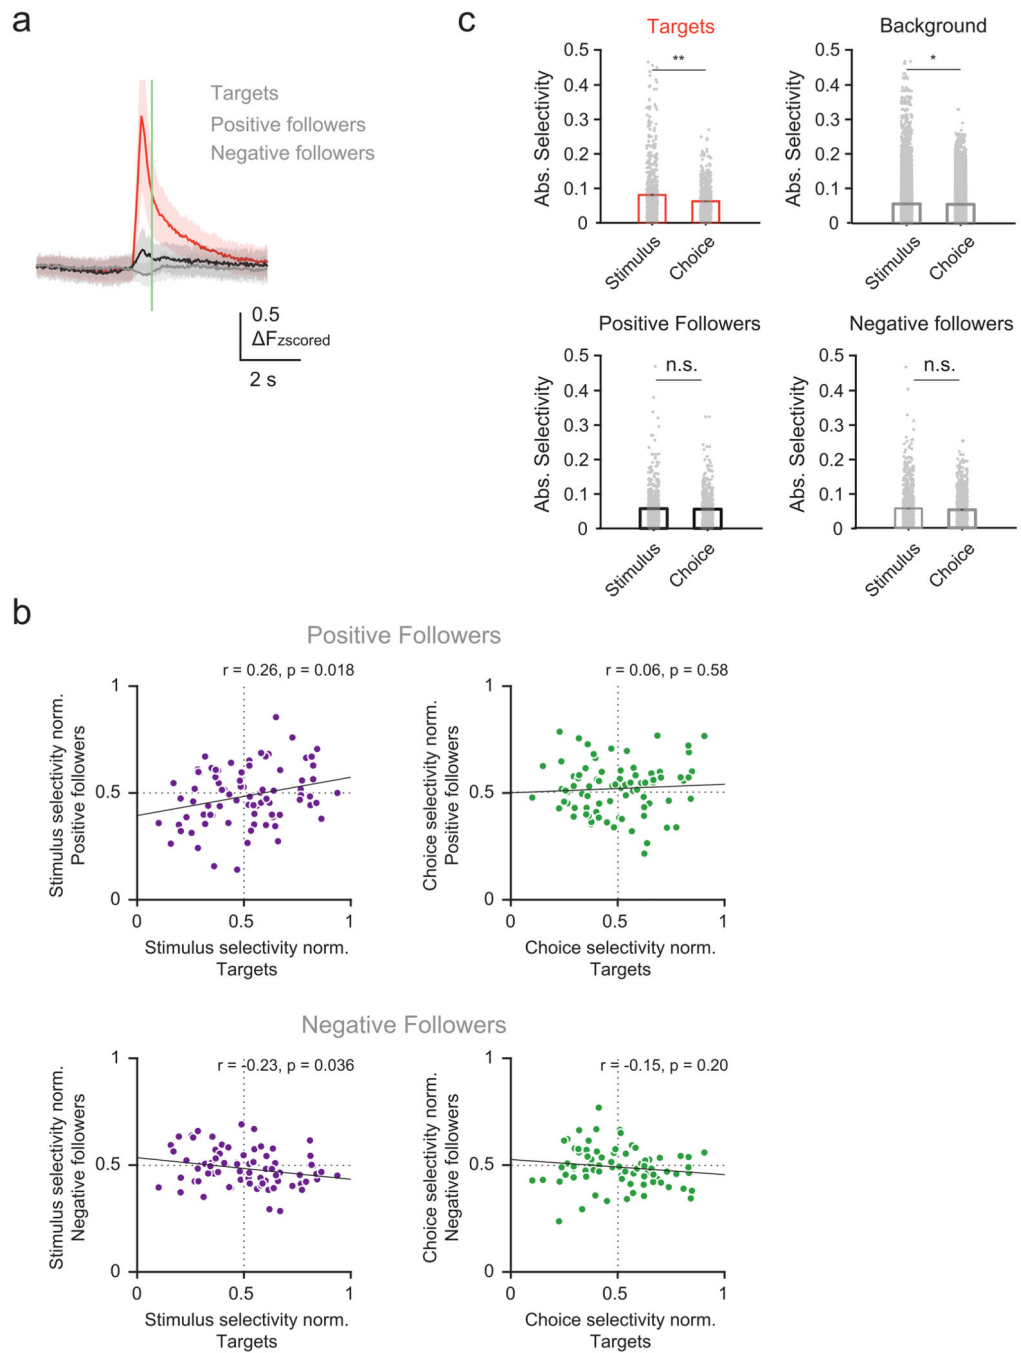 a
Targets
Positive followers
Negative followers
0.5
ΔFzscored
2 s
c
Targets
Abs. Selectivity
0.5
0.4
0.3
0.2
0.1
0
**
Stimulus
Choice
Background
Abs. Selectivity
0.5
0.4
0.3
0.2
0.1
0
*
Stimulus
Choice
Positive Followers
Abs. Selectivity
0.5
0.4
0.3
0.2
0.1
0
n.s.
Stimulus
Choice
Negative followers
Abs. Selectivity
0.5
0.4
0.3
0.2
0.1
0
n.s.
Stimulus
Choice
b
Positive Followers
r = 0.26, p = 0.018
Stimulus selectivity norm.
Positive followers
1
0.5
0
0
0.5
1
Stimulus selectivity norm.
Targets
r = 0.06, p = 0.58
Choice selectivity norm.
Positive followers
1
0.5
0
0
0.5
1
Choice selectivity norm.
Targets
Negative Followers
r = -0.23, p = 0.036
Stimulus selectivity norm.
Negative followers
1
0.5
0
0
0.5
1
Stimulus selectivity norm.
Targets
r = -0.15, p = 0.20
Choice selectivity norm.
Negative followers
1
0.5
0
0
0.5
1
Choice selectivity norm.
Targets